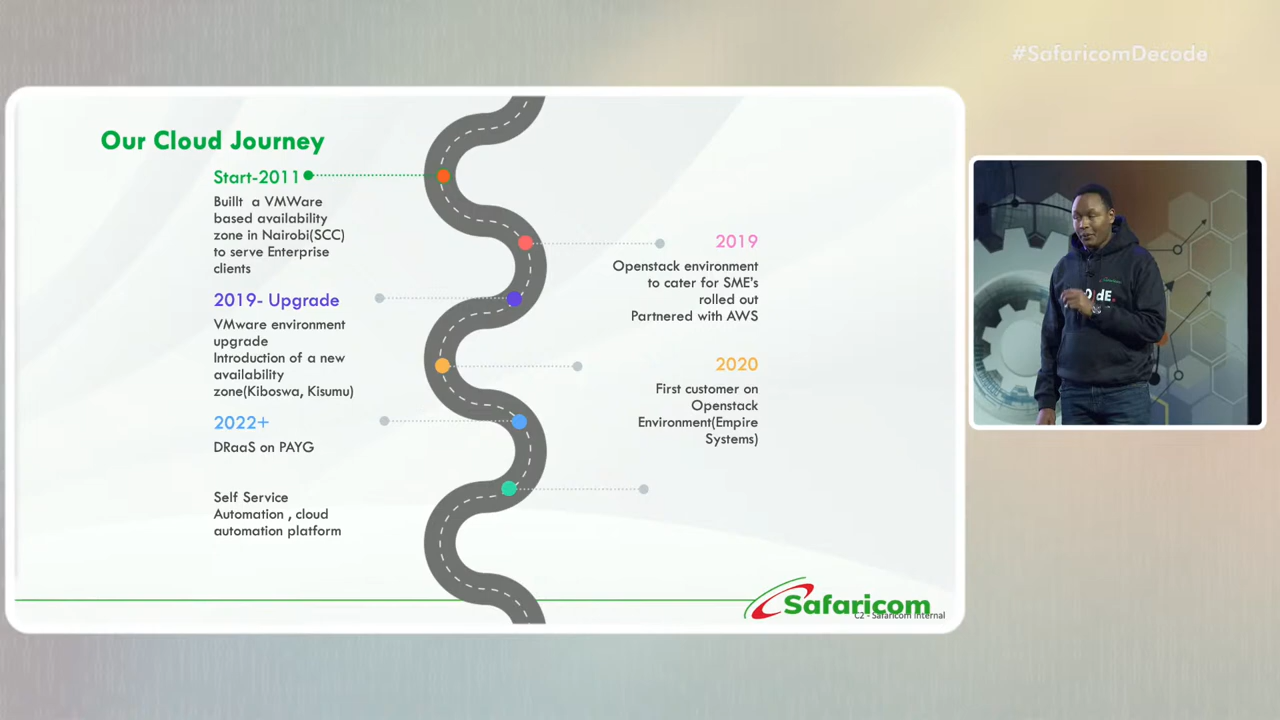 #SafaricomDecode
Our Cloud Journey
Start-2011
Buillt a VMWare
based availability
zone in Nairobi(SCC)
to serve Enterprise
clients
2019
Openstack environment
to cater for SME's
rolled out
Partnered with AWS
2019- Upgrade
VMware environment
upgrade
Introduction of a new
availability
zone(Kiboswa, Kisumu)
2020
First customer on
Openstack
Environment(Empire
Systems)
2022+
DRaaS on PAYG
Self Service
Automation , cloud
automation platform
Safaricom
C2 - Safaricom Internal